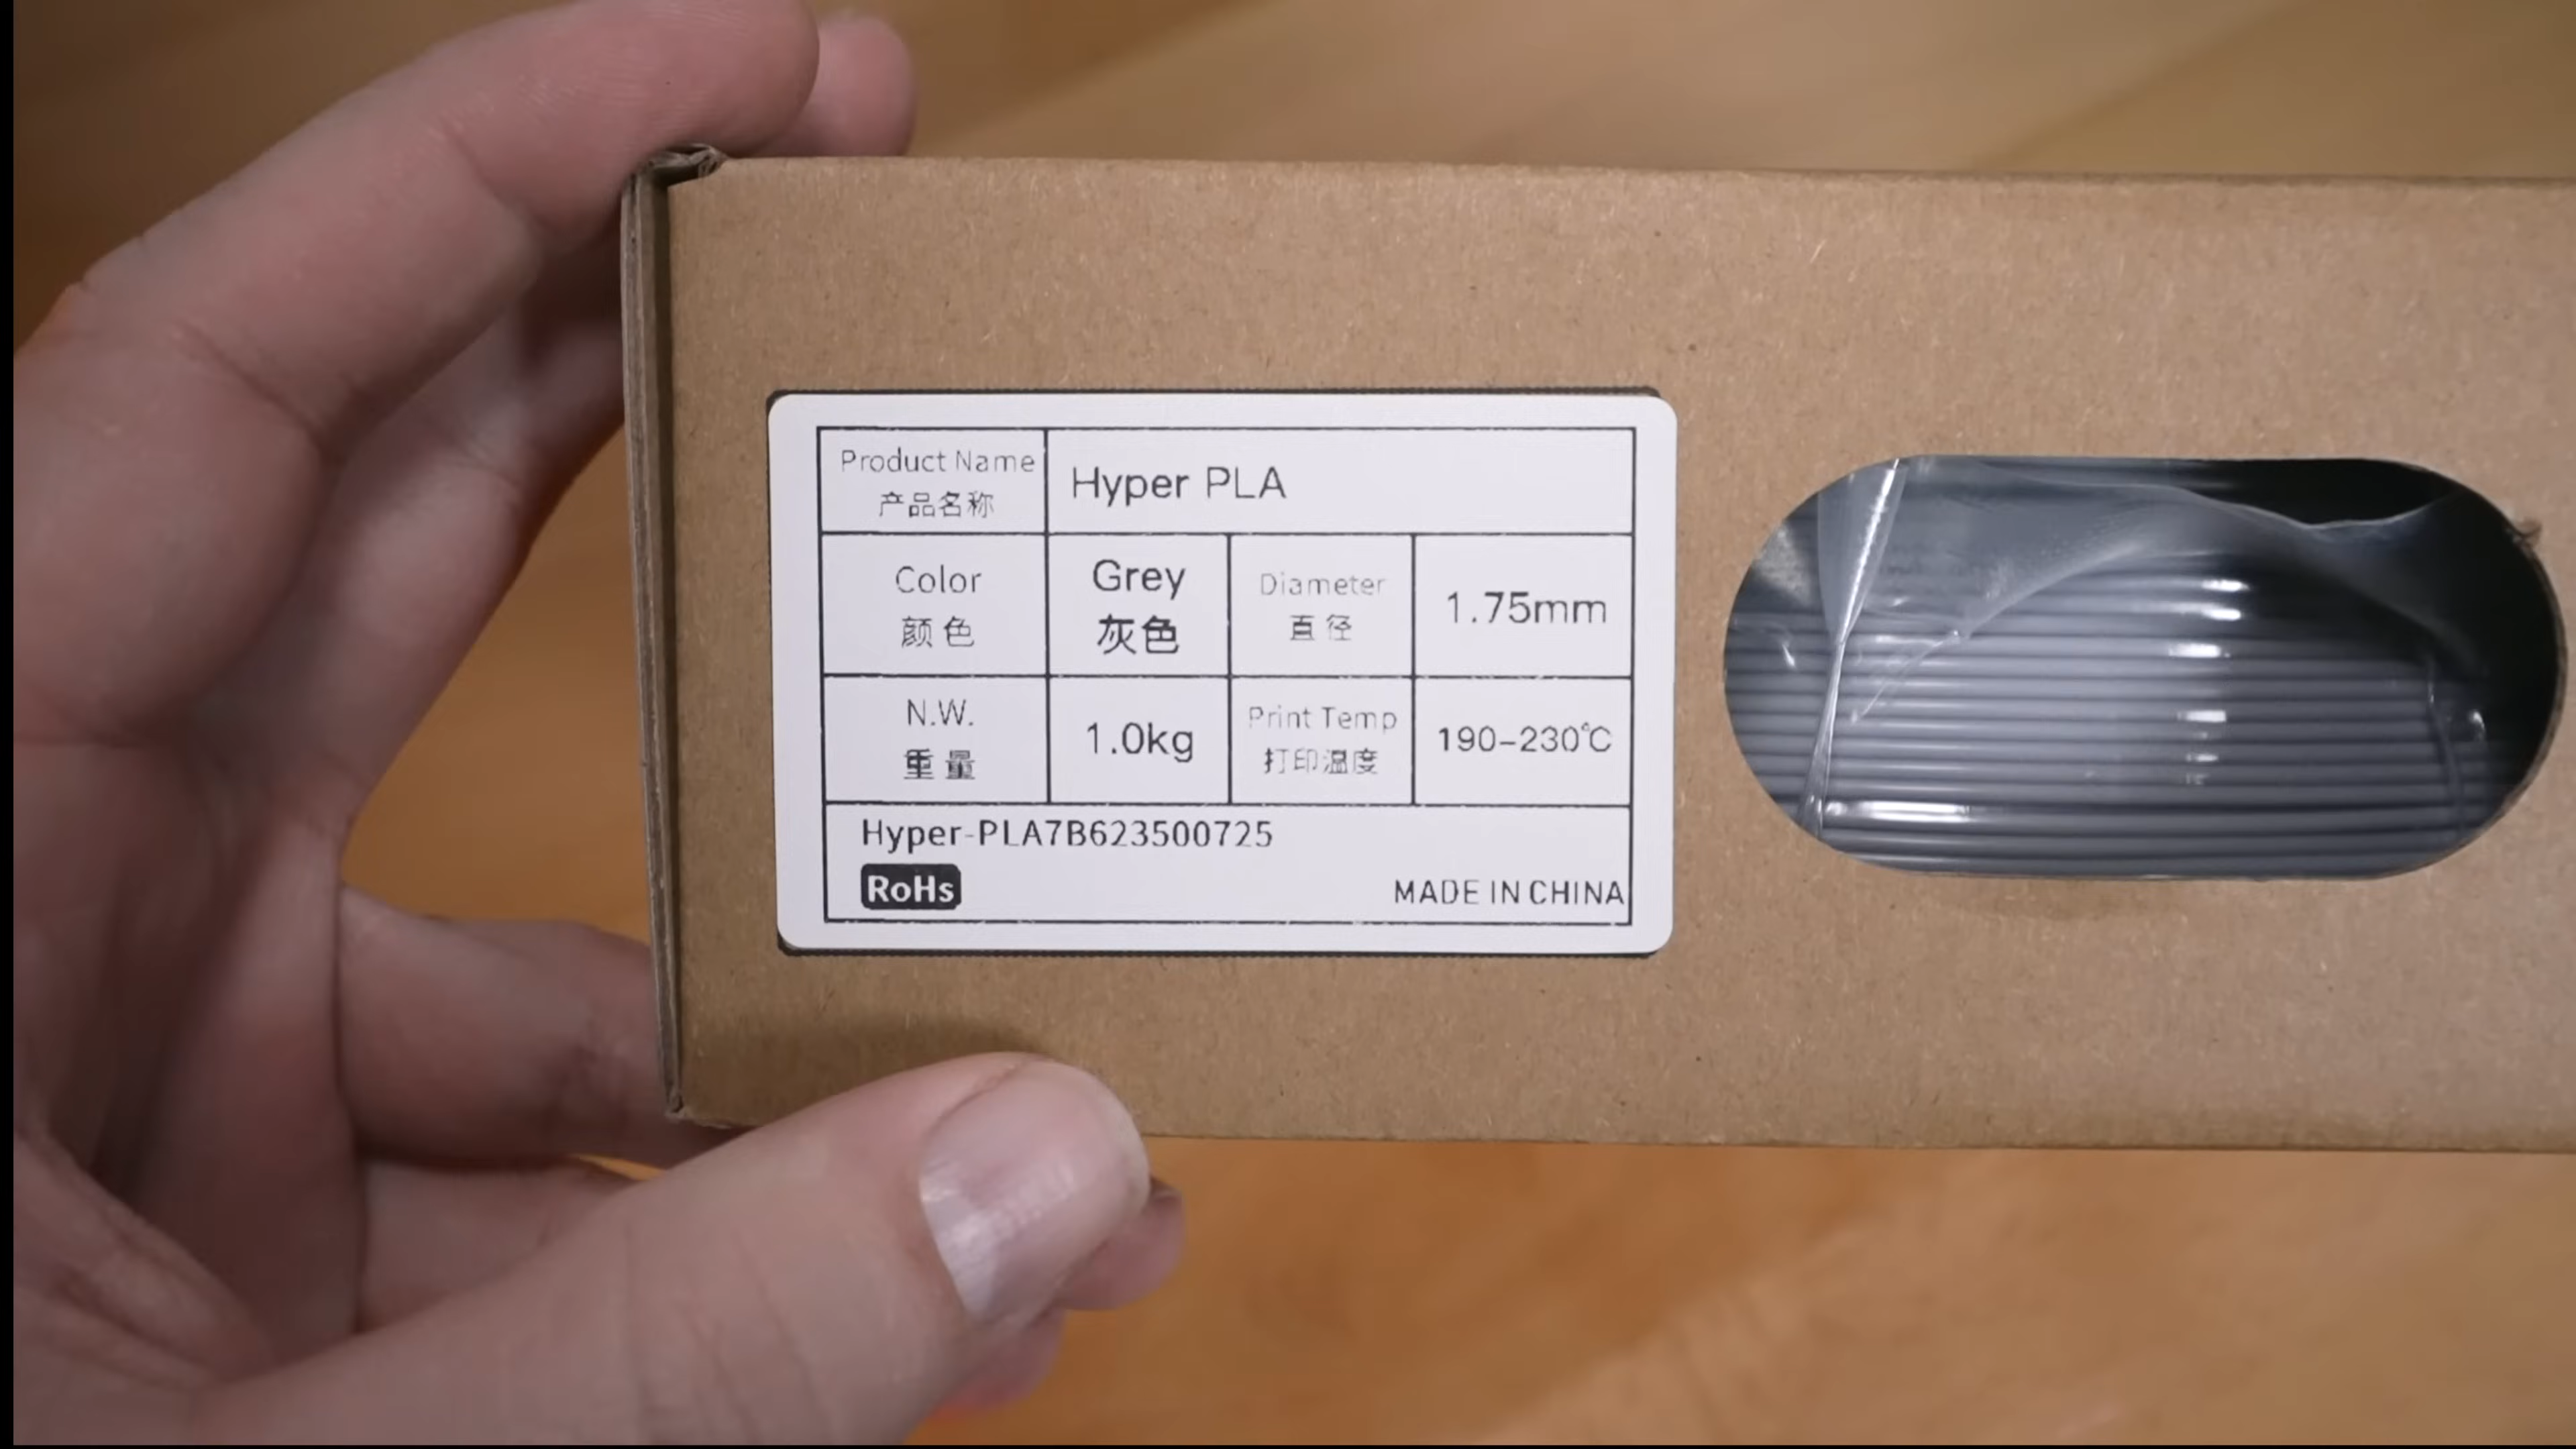 Product Name
产品名称
Hyper PLA
Color
颜色
Grey
灰色
Diameter
直径
1.75mm
N.W.
重量
1.0kg
Print Temp
打印温度
190-230℃
Hyper-PLA7B623500725
RoHs
MADE IN CHINA